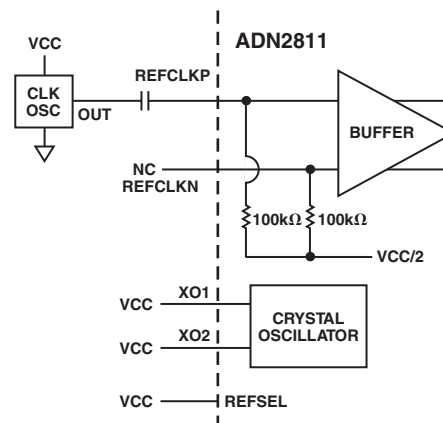 ADN2811
VCC
REFCLKP
CLK
OSC
OUT
BUFFER
NC
REFCLKN
100kΩ
100kΩ
VCC/2
VCC
XO1
CRYSTAL
OSCILLATOR
VCC
XO2
VCC
REFSEL